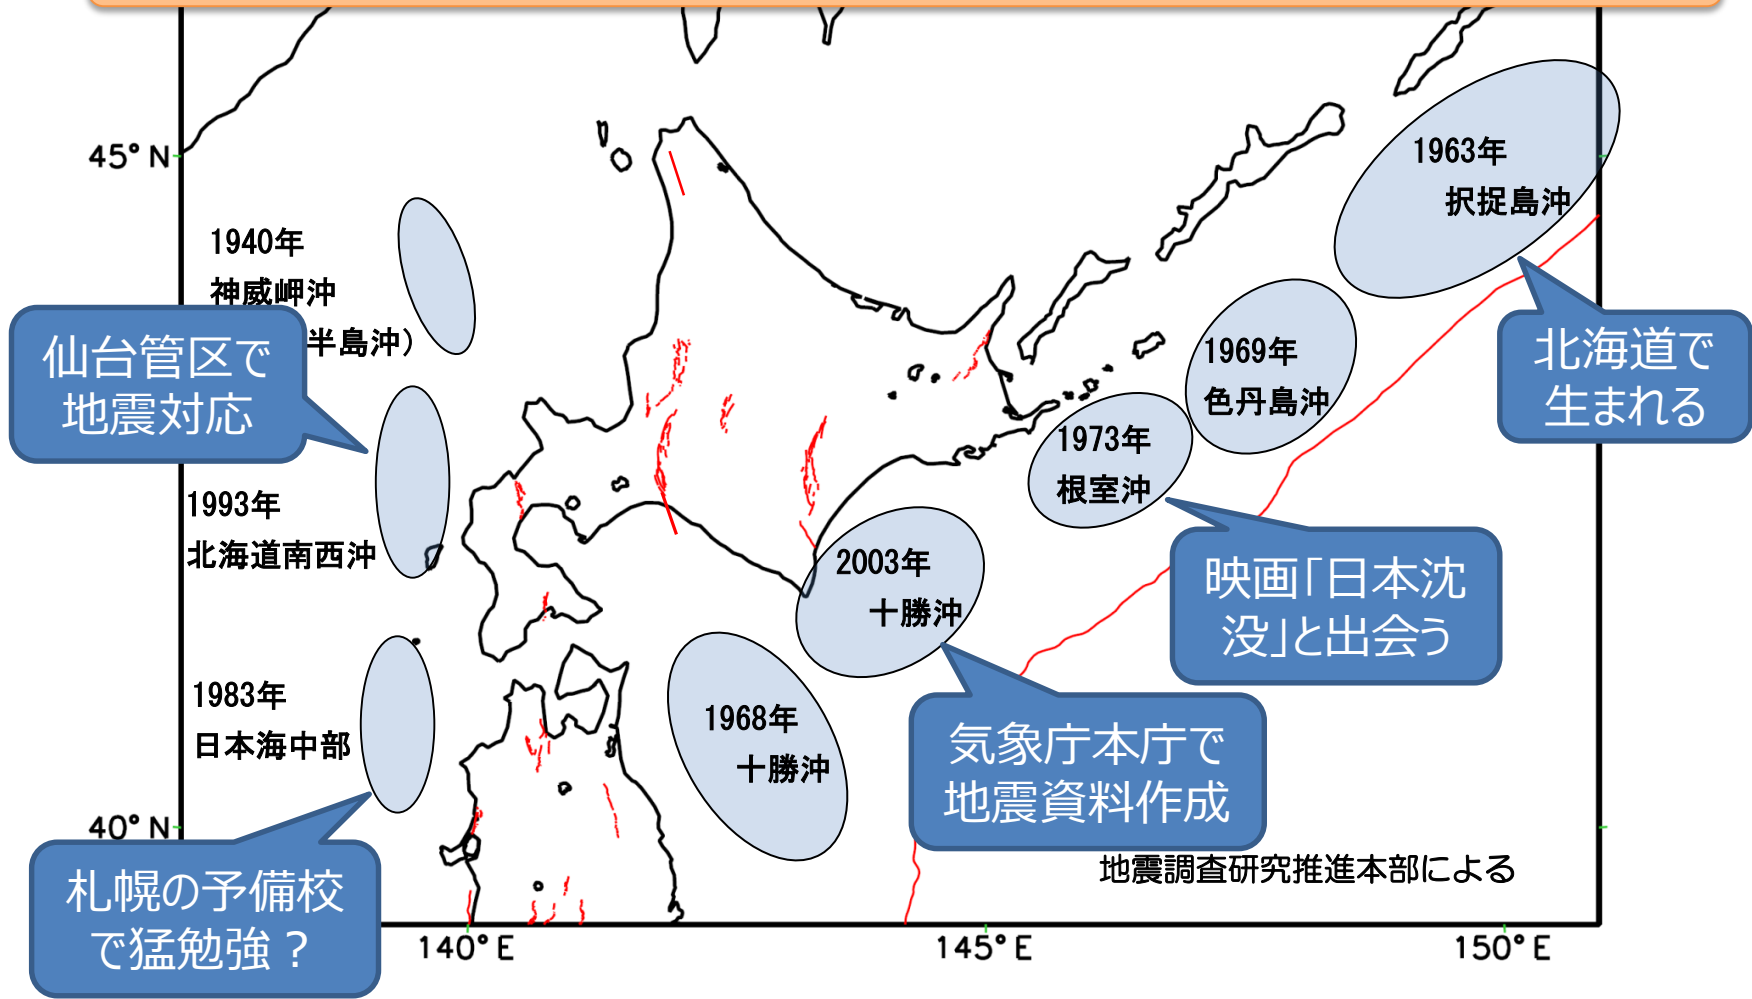 45°N
1963年
択捉島沖
1940年
神威岬沖
半島沖）
仙台管区で
地震対応
1969年
色丹島沖
北海道で
生まれる
1973年
根室沖
1993年
北海道南西沖
2003年
十勝沖
映画「日本沈
没」と出会う
1983年
日本海中部
1968年
十勝沖
気象庁本庁で
地震資料作成
40°N
地震調査研究推進本部による
札幌の予備校
で猛勉強？
140°E
145°E
150°E